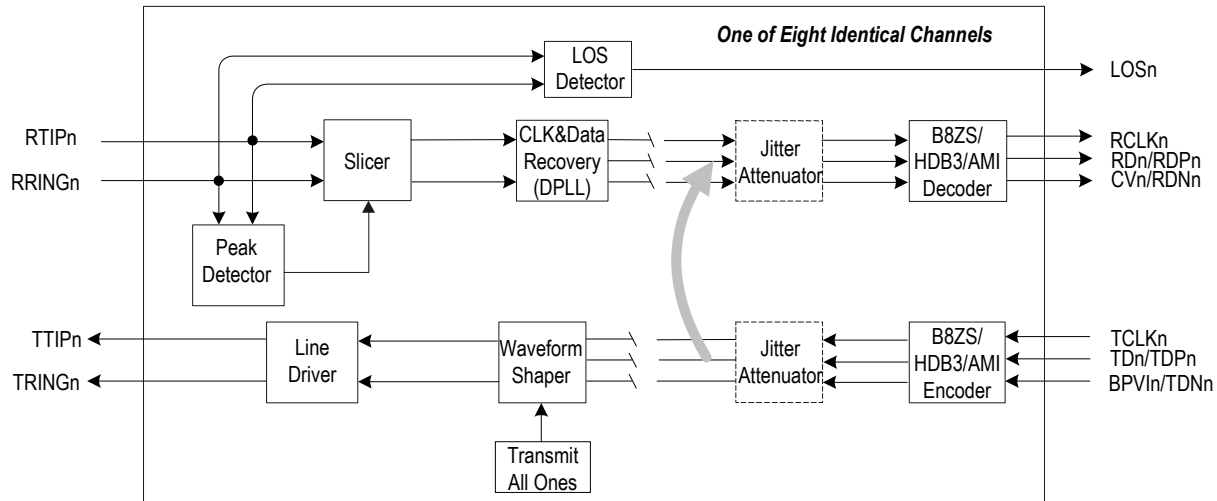 One of Eight Identical Channels
LOS
Detector
LOSn
RTIPn
RRINGn
Slicer
CLK&Data
Recovery
(DPLL)
Jitter
Attenuator
B8ZS/
HDB3/AMI
Decoder
RCLKn
RDn/RDPn
CVn/RDNn
Peak
Detector
TTIPn
TRINGn
Line
Driver
Waveform
Shaper
Jitter
Attenuator
B8ZS/
HDB3/AMI
Encoder
TCLKn
TDn/TDPn
BPVIn/TDNn
Transmit
All Ones